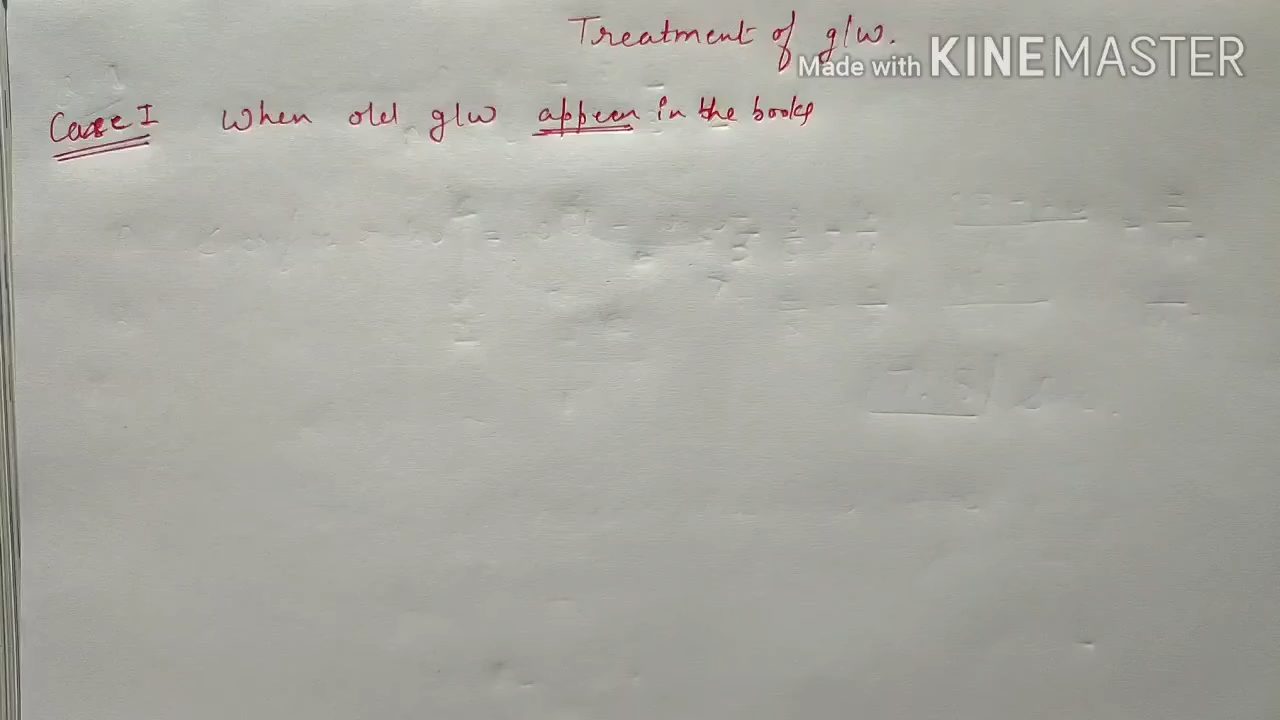 Treatment of g/w.
Made with KINEMASTER
Case I When old g/w appear in the books